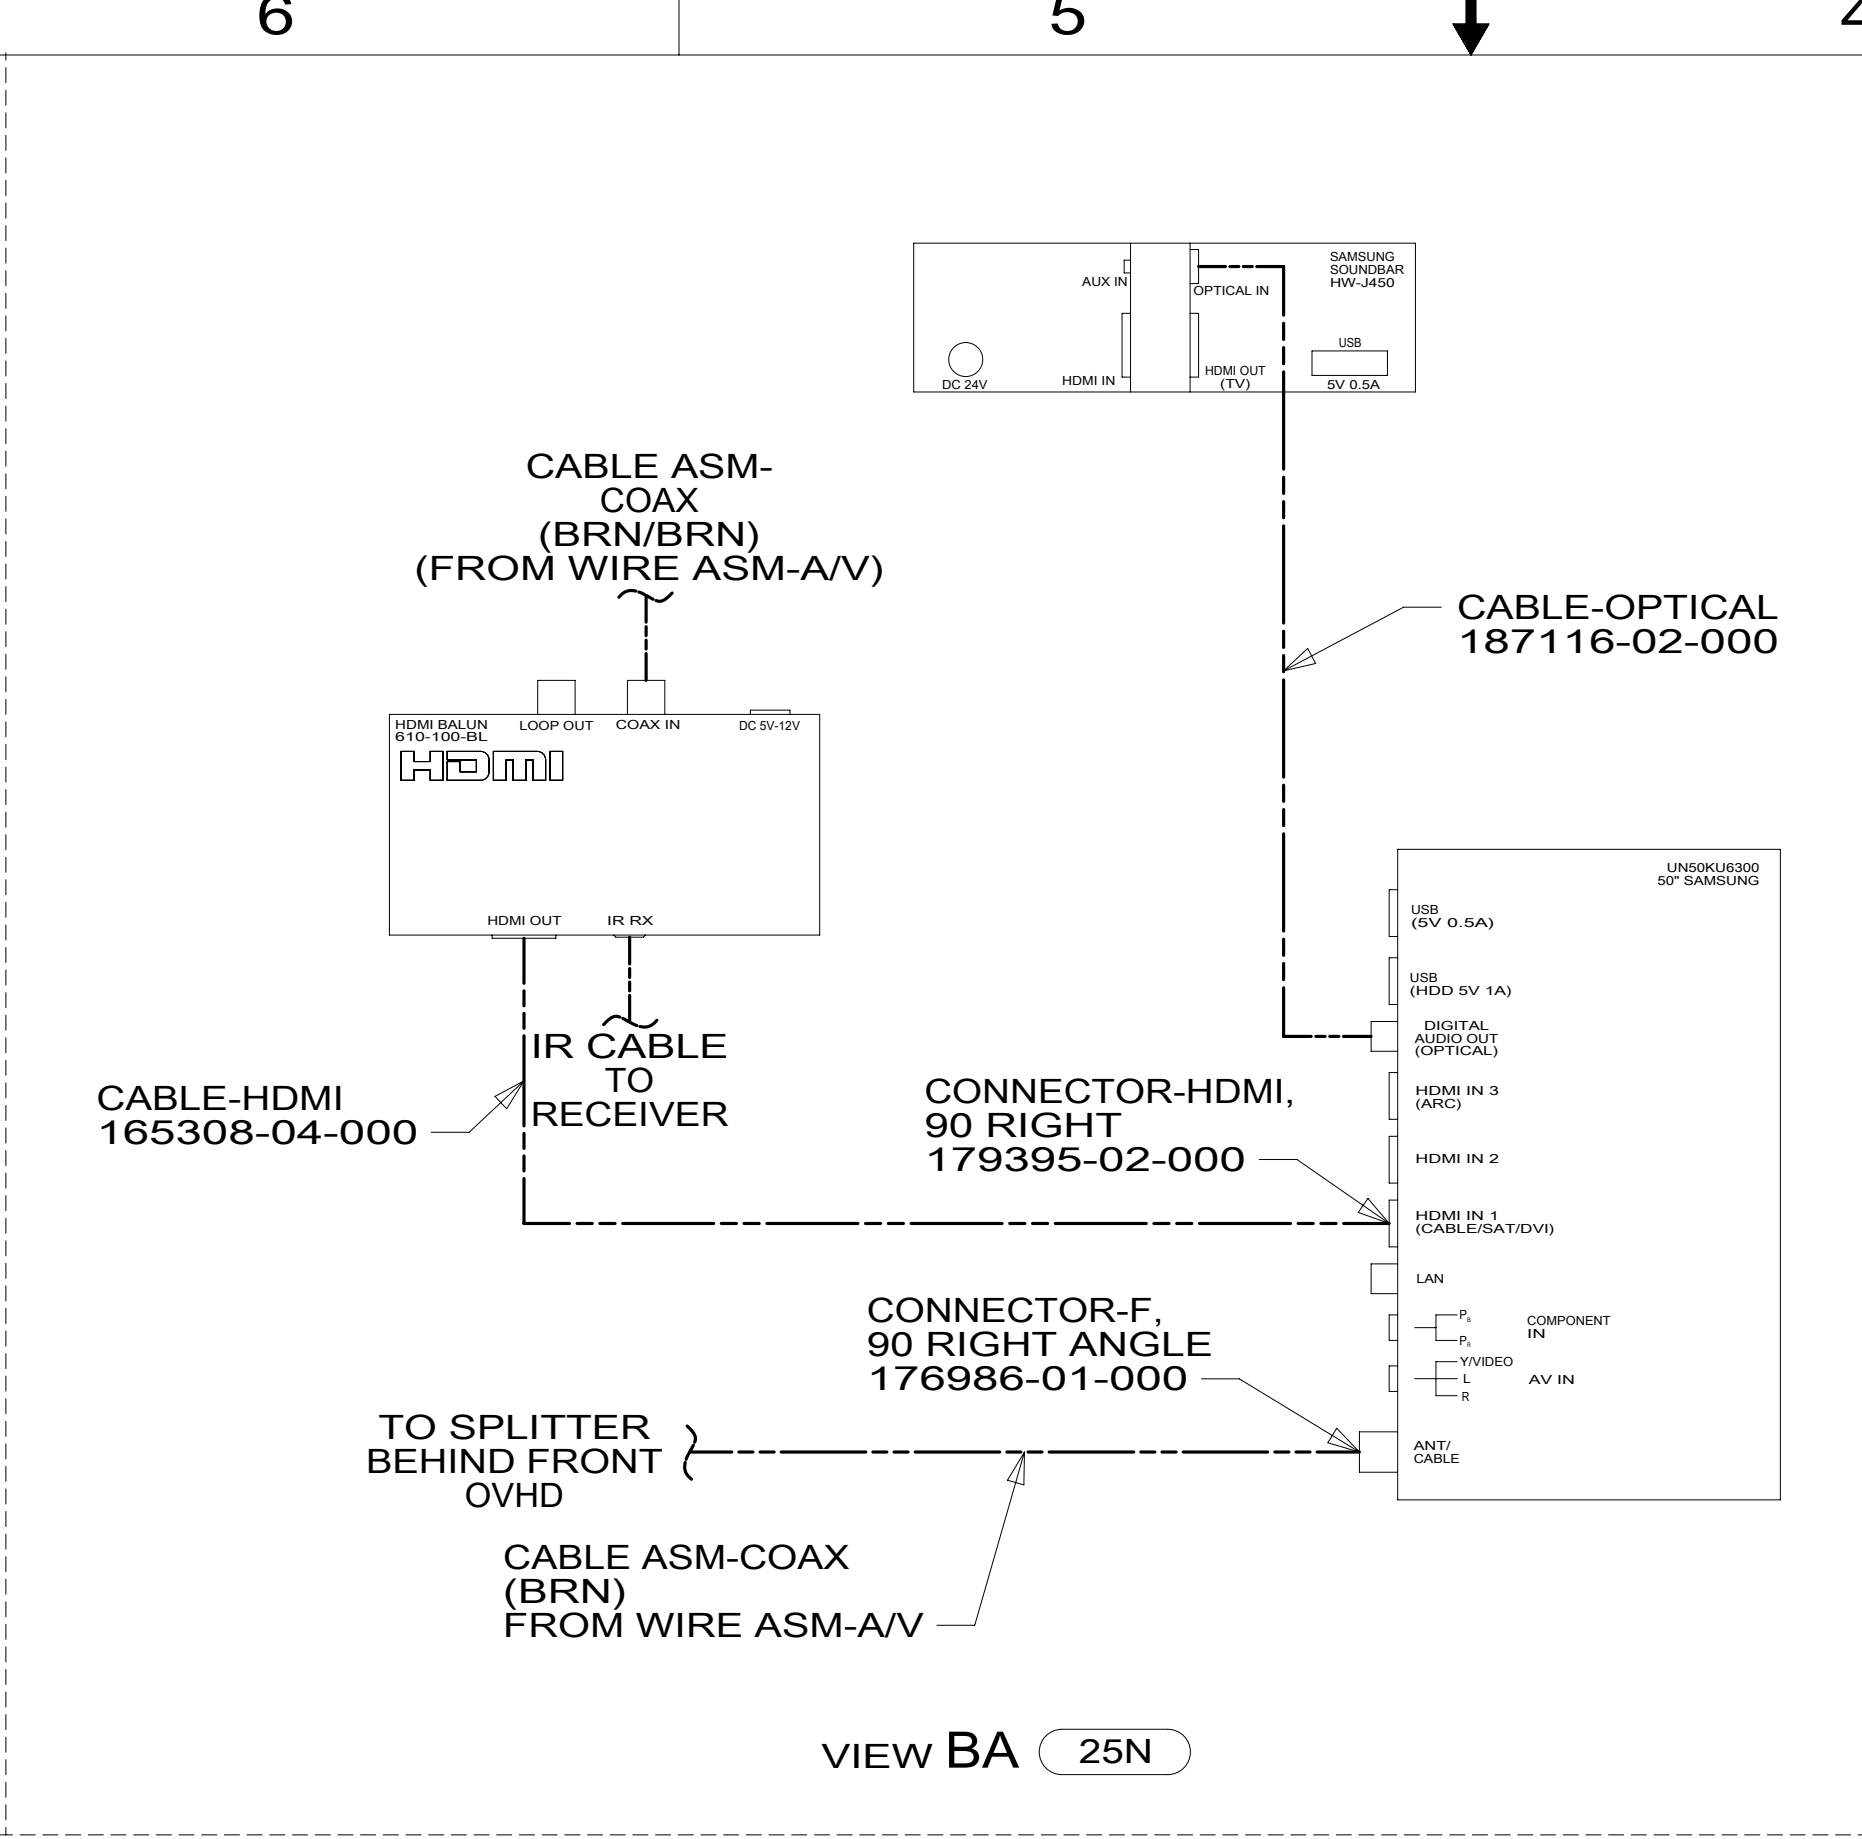 6
5
4
SAMSUNG
SOUNDBAR
HW-J450
AUX IN
OPTICAL IN
USB
DC 24V
HDMI IN
HDMI OUT
(TV)
5V 0.5A
CABLE ASM-
COAX
(BRN/BRN)
(FROM WIRE ASM-A/V)
CABLE-OPTICAL
187116-02-000
HDMI BALUN
610-100-BL
LOOP OUT
COAX IN
DC 5V-12V
HDMI
HDMI OUT
IR RX
IR CABLE
TO
RECEIVER
CABLE-HDMI
165308-04-000
UN50KU6300
50" SAMSUNG
USB
(5V 0.5A)
USB
(HDD 5V 1A)
DIGITAL
AUDIO OUT
(OPTICAL)
HDMI IN 3
(ARC)
HDMI IN 2
HDMI IN 1
(CABLE/SAT/DVI)
LAN
PB
PR
COMPONENT
IN
Y/VIDEO
L
R
AV IN
ANT/
CABLE
CONNECTOR-HDMI,
90 RIGHT
179395-02-000
CONNECTOR-F,
90 RIGHT ANGLE
176986-01-000
TO SPLITTER
BEHIND FRONT
OVHD
CABLE ASM-COAX
(BRN)
FROM WIRE ASM-A/V
VIEW BA 25N